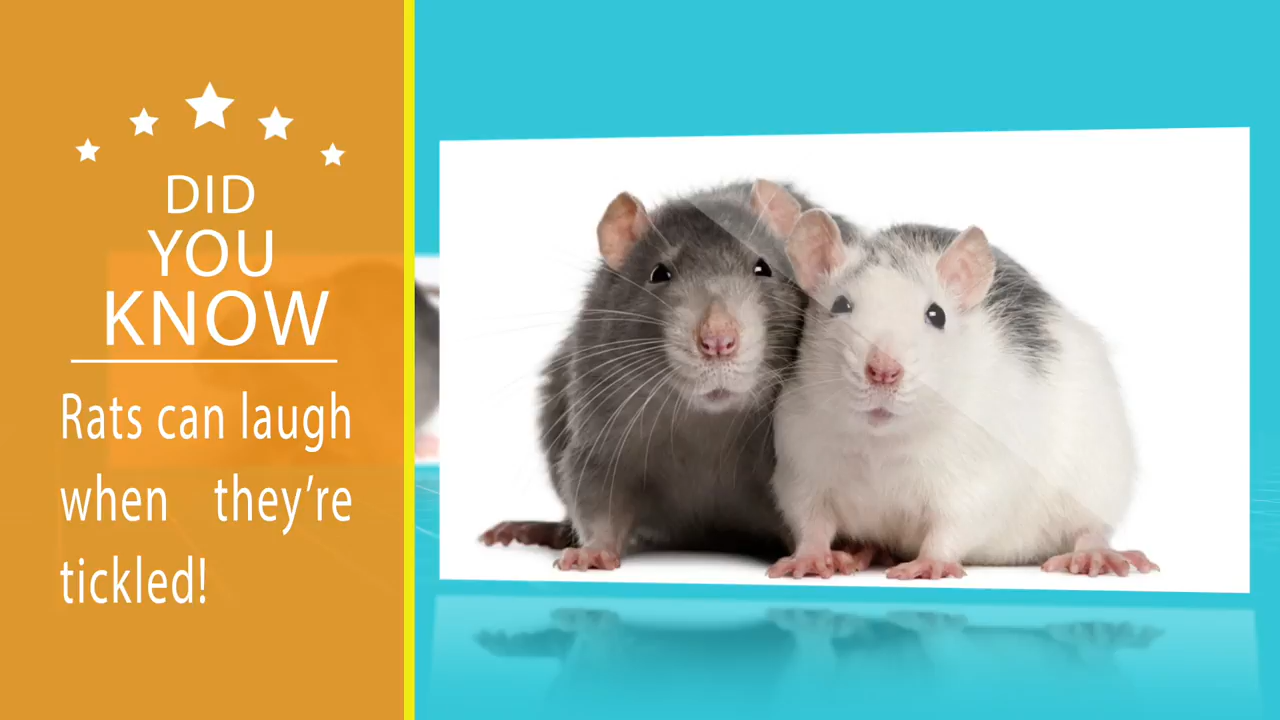 DID
YOU
KNOW
Rats can laugh
when they’re
tickled!